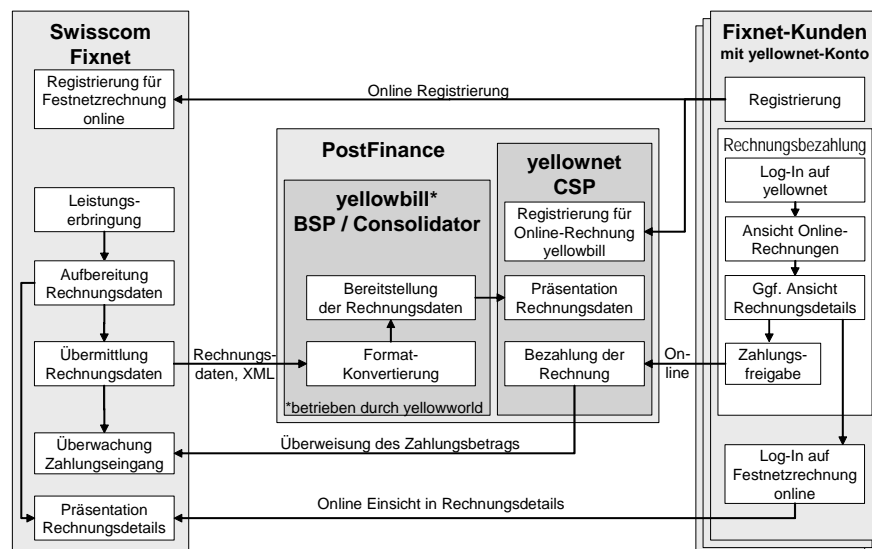 Swisscom
Fixnet
Registrierung für
Festnetzrechnung
online
Leistungs-
erbringung
Aufbereitung
Rechnungsdaten
Übermittlung
Rechnungsdaten
Überwachung
Zahlungseingang
Präsentation
Rechnungsdetails
Online Registrierung
PostFinance
yellowbill*
BSP / Consolidator
Bereitstellung
der Rechnungsdaten
Format-
Konvertierung
*betrieben durch yellowworld
Rechnungs-
daten, XML
yellownet
CSP
Registrierung für
Online-Rechnung
yellowbill
Präsentation
Rechnungsdaten
Bezahlung der
Rechnung
On-
line
Überweisung des Zahlungsbetrags
Online Einsicht in Rechnungsdetails
Fixnet-Kunden
mit yellownet-Konto
Registrierung
Rechnungsbezahlung
Log-In auf
yellownet
Ansicht Online-
Rechnungen
Ggf. Ansicht
Rechnungsdetails
Zahlungs-
freigabe
Log-In auf
Festnetzrechnung
online